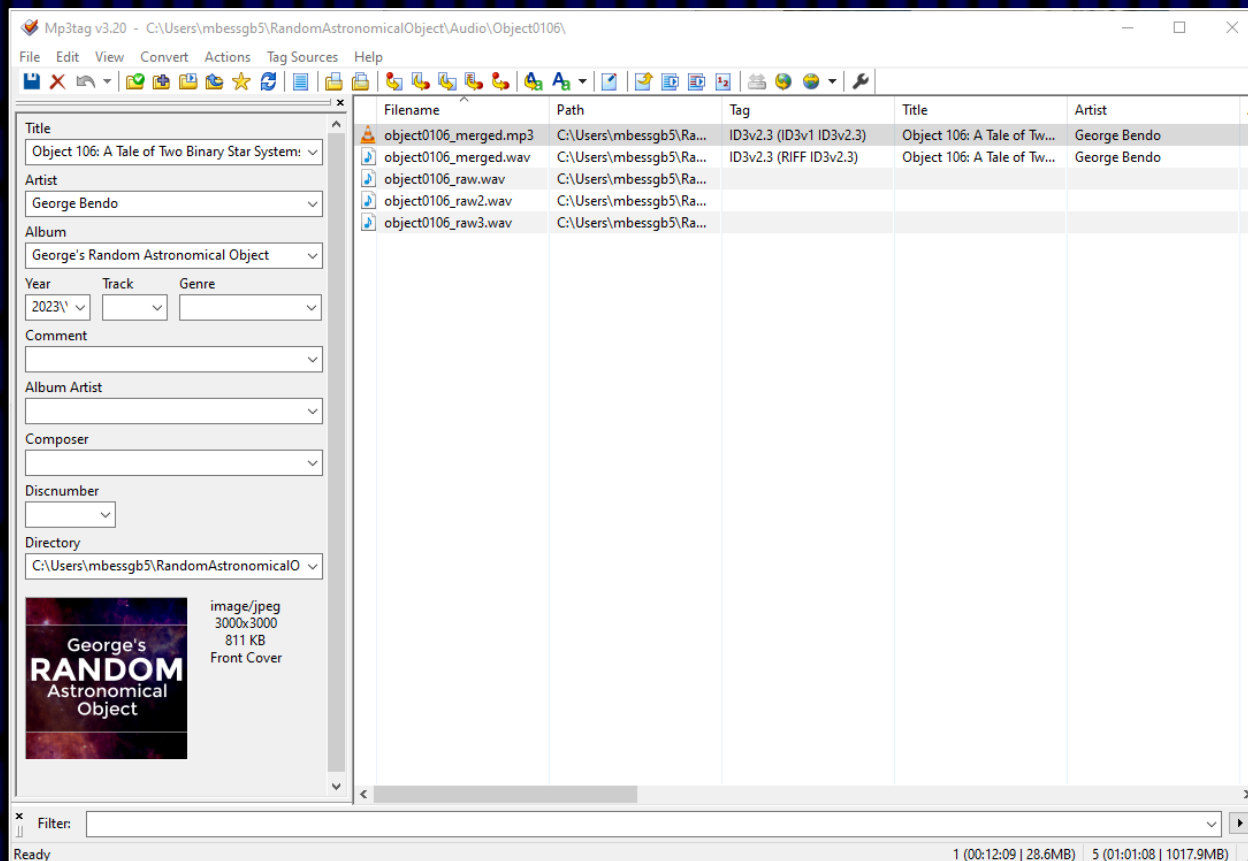 Mp3tag v3.20 - C:\Users\mbessgb5\RandomAstronomicalObject\Audio\Object0106\
File Edit View Convert Actions Tag Sources Help
Title
Object 106: A Tale of Two Binary Star Systems
Artist
George Bendo
Album
George's Random Astronomical Object
Year Track Genre
2023\
Comment
Album Artist
Composer
Discnumber
Directory
C:\Users\mbessgb5\RandomAstronomicalO
George's
RANDOM
Astronomical
Object
image/jpeg
3000x3000
811 KB
Front Cover
Filename Path Tag Title Artist
object0106_merged.mp3 C:\Users\mbessgb5\Ra... ID3v2.3 (ID3v1 ID3v2.3) Object 106: A Tale of Tw... George Bendo
object0106_merged.wav C:\Users\mbessgb5\Ra... ID3v2.3 (RIFF ID3v2.3) Object 106: A Tale of Tw... George Bendo
object0106_raw.wav C:\Users\mbessgb5\Ra...
object0106_raw2.wav C:\Users\mbessgb5\Ra...
object0106_raw3.wav C:\Users\mbessgb5\Ra...
Filter:
Ready 1 (00:12:09 | 28.6MB) 5 (01:01:08 | 1017.9MB)